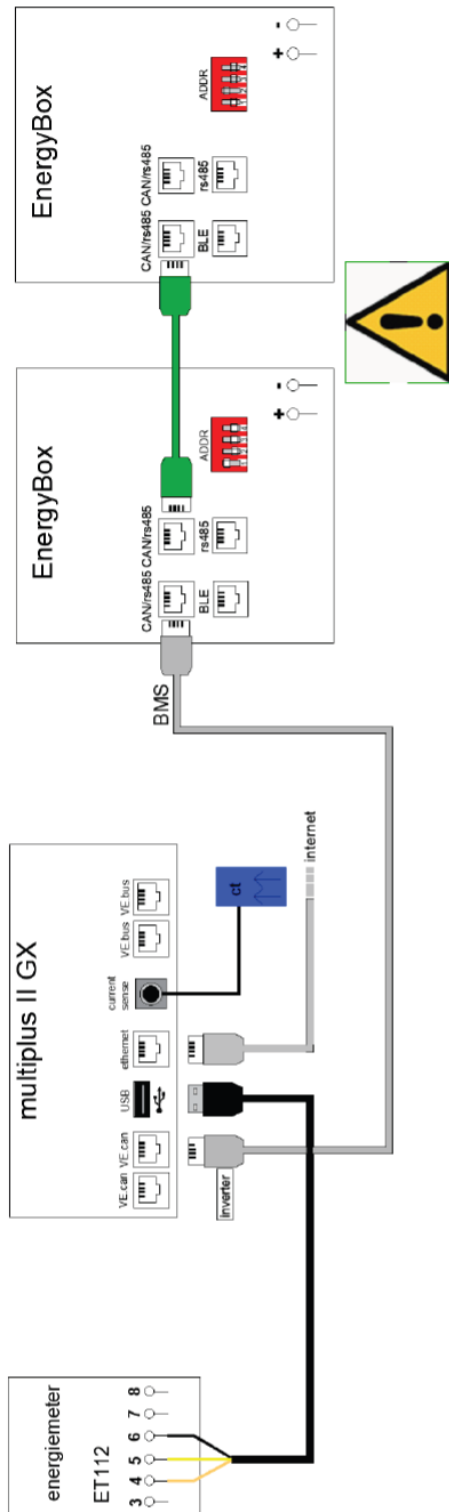 energiemeter
ET112
3 4 5 6 7 8
multiplus II GX
VE.can VE.can USB ethernet current sense VE.bus VE.bus
inverter
ct
internet
BMS
EnergyBox
CAN/rs485 CAN/rs485
BLE rs485
ADDR
+ -
EnergyBox
CAN/rs485 CAN/rs485
BLE rs485
ADDR
+ -